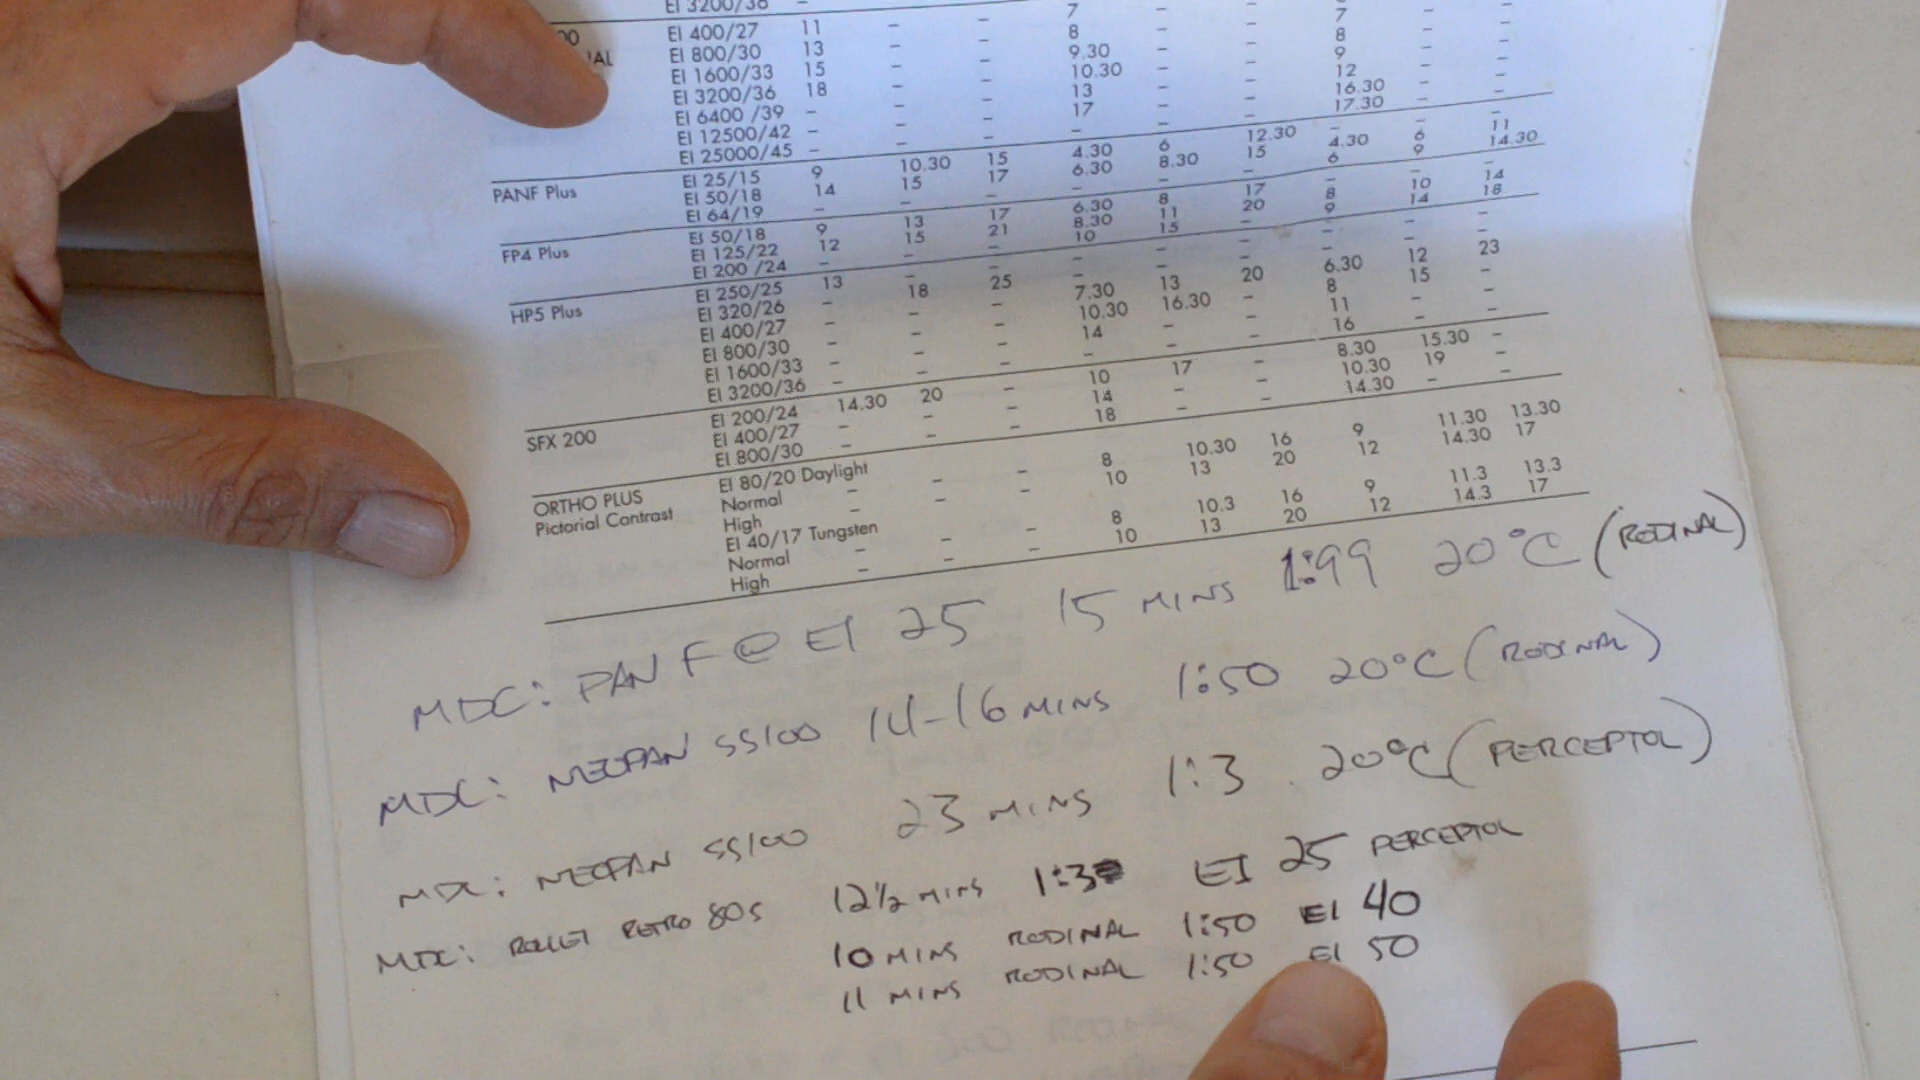 EI 3200/36 -
EI 400/27 11 - - 7 - - 7 - -
EI 800/30 13 - - 8 - - 8 - -
EI 1600/33 15 - - 9.30 - - 9 - -
EI 3200/36 18 - - 10.30 - - 12 - -
EI 6400 /39 - - - 13 - - 16.30 - -
EI 12500/42 - - - 17 - - 17.30 - -
EI 25000/45 - - - - - - - - -
PANF Plus EI 25/15 9 10.30 15 4.30 6 12.30 4.30 6 11
EI 50/18 14 15 17 6.30 8.30 15 6 9 14.30
EI 64/19 - - - - - - - - -
FP4 Plus EI 50/18 9 13 17 6.30 8 17 8 10 14
EI 125/22 12 15 21 8.30 11 20 9 14 18
EI 200 /24 - - - 10 15 - - - -
HP5 Plus EI 250/25 13 18 25 7.30 13 20 6.30 12 23
EI 320/26
EI 400/27 - - - 10.30 16.30 - 8 15 -
EI 800/30 - - - 14 - - 11 - -
EI 1600/33 - - - - - - 16 - -
EI 3200/36 -
SFX 200 EI 200/24 14.30 20 - 10 17 - 8.30 15.30 -
EI 400/27 - - - 14 - - 10.30 19 -
EI 800/30 - - - 18 - - 14.30 - -
ORTHO PLUS EI 80/20 Daylight
Pictorial Contrast Normal - - - 8 10.30 16 9 11.30 13.30
High - - - 10 13 20 12 14.30 17
EI 40/17 Tungsten
Normal - - - 8 10.3 16 9 11.3 13.3
High - - - 10 13 20 12 14.3 17
MDC: PAN F @ EI 25 15 MINS 1:99 20°C (RODINAL)
MDC: NEOPAN SS100 14-16 MINS 1:50 20°C (RODINAL)
MDC: NEOPAN SS100 23 MINS 1:3 20°C (PERCEPTOL)
MDC: ROLLEI RETRO 80S 12½ MINS 1:3 EI 25 PERCEPTOL
10 MINS RODINAL 1:50 EI 40
11 MINS RODINAL 1:50 EI 50